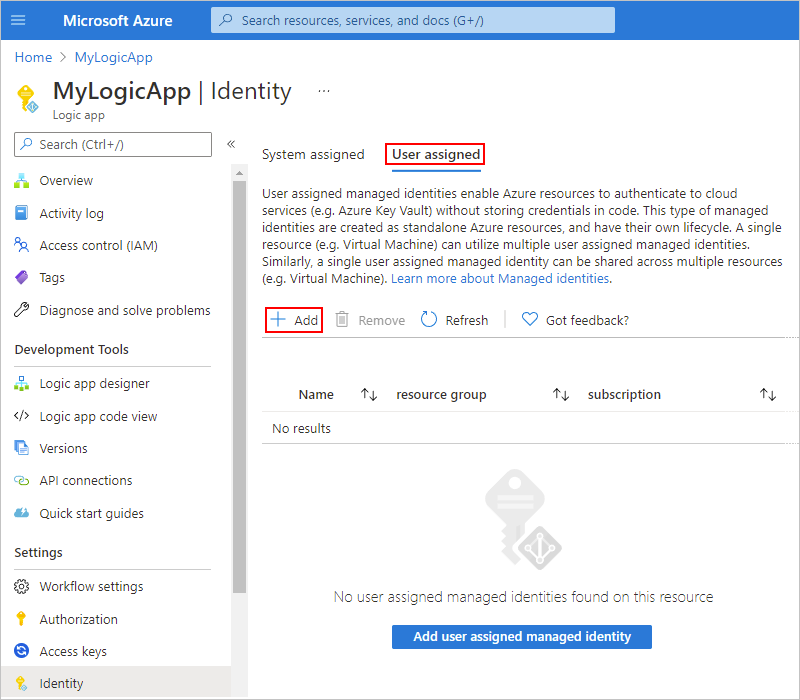 Microsoft Azure
Search resources, services, and docs (G+/)
Home > MyLogicApp
MyLogicApp | Identity ...
Logic app
Search (Ctrl+/) «
Overview
Activity log
Access control (IAM)
Tags
Diagnose and solve problems
Development Tools
Logic app designer
Logic app code view
Versions
API connections
Quick start guides
Settings
Workflow settings
Authorization
Access keys
Identity
System assigned User assigned
User assigned managed identities enable Azure resources to authenticate to cloud
services (e.g. Azure Key Vault) without storing credentials in code. This type of managed
identities are created as standalone Azure resources, and have their own lifecycle. A single
resource (e.g. Virtual Machine) can utilize multiple user assigned managed identities.
Similarly, a single user assigned managed identity can be shared across multiple resources
(e.g. Virtual Machine). Learn more about Managed identities.
+ Add Remove Refresh | Got feedback?
Name ↑↓ resource group ↑↓ subscription ↑↓
No results
No user assigned managed identities found on this resource
Add user assigned managed identity